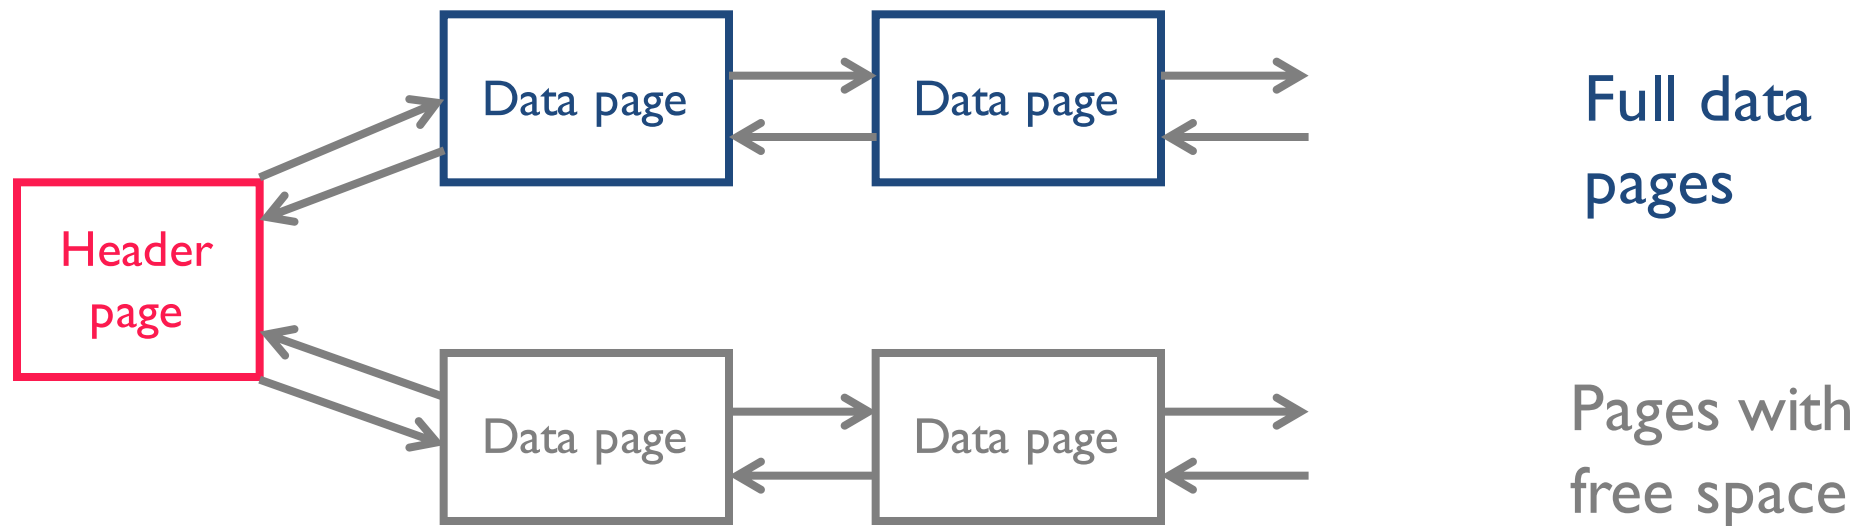 Data page
Data page
Full data
pages
Header
page
Data page
Data page
Pages with
free space